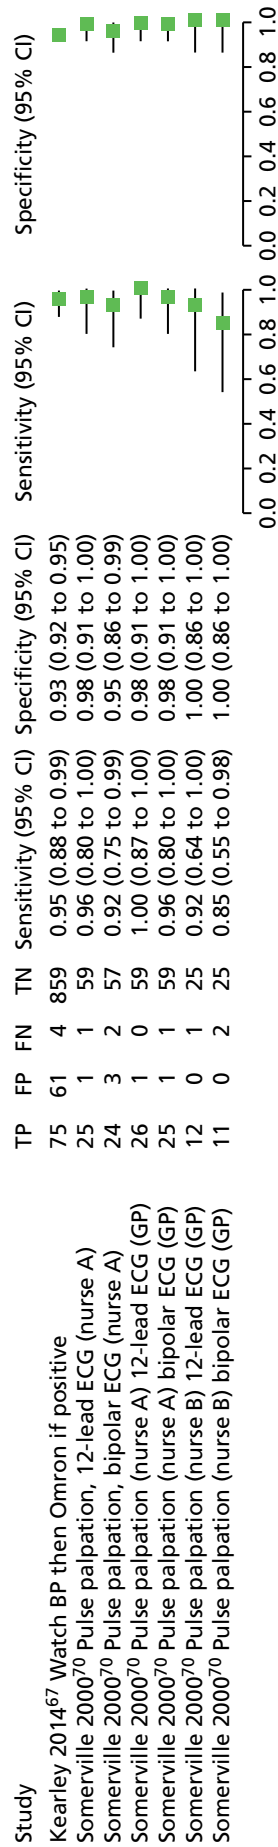 Study TP FP FN TN Sensitivity (95% CI) Specificity (95% CI) Sensitivity (95% CI) Specificity (95% CI)
Kearley 2014⁶⁷ Watch BP then Omron if positive 75 61 4 859 0.95 (0.88 to 0.99) 0.93 (0.92 to 0.95)
Somerville 2000⁷⁰ Pulse palpation, 12-lead ECG (nurse A) 25 1 1 59 0.96 (0.80 to 1.00) 0.98 (0.91 to 1.00)
Somerville 2000⁷⁰ Pulse palpation, bipolar ECG (nurse A) 24 3 2 57 0.92 (0.75 to 0.99) 0.95 (0.86 to 0.99)
Somerville 2000⁷⁰ Pulse palpation (nurse A) 12-lead ECG (GP) 26 1 0 59 1.00 (0.87 to 1.00) 0.98 (0.91 to 1.00)
Somerville 2000⁷⁰ Pulse palpation (nurse A) bipolar ECG (GP) 25 1 1 59 0.96 (0.80 to 1.00) 0.98 (0.91 to 1.00)
Somerville 2000⁷⁰ Pulse palpation (nurse B) 12-lead ECG (GP) 12 0 1 25 0.92 (0.64 to 1.00) 1.00 (0.86 to 1.00)
Somerville 2000⁷⁰ Pulse palpation (nurse B) bipolar ECG (GP) 11 0 2 25 0.85 (0.55 to 0.98) 1.00 (0.86 to 1.00)
0.0 0.2 0.4 0.6 0.8 1.0 0.0 0.2 0.4 0.6 0.8 1.0